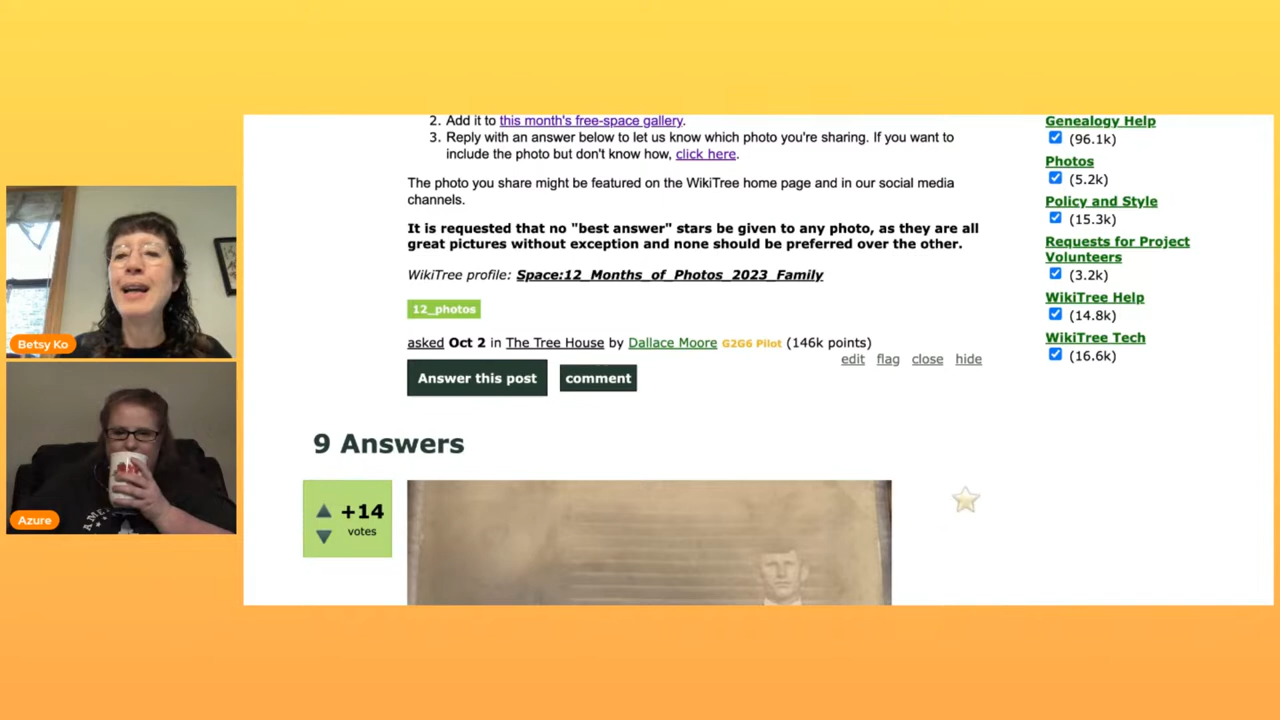 2. Add it to this month's free-space gallery.
3. Reply with an answer below to let us know which photo you're sharing. If you want
to include the photo but don't know how, click here.
The photo you share might be featured on the WikiTree home page and in our social media
channels.
It is requested that no "best answer" stars be given to any photo, as they are all
great pictures without exception and none should be preferred over the other.
WikiTree profile: Space:12_Months_of_Photos_2023_Family
12_photos
asked Oct 2 in The Tree House by Dallace Moore G2G6 Pilot (146k points)
edit flag close hide
Answer this post comment
9 Answers
+14
votes
Genealogy Help
(96.1k)
Photos
(5.2k)
Policy and Style
(15.3k)
Requests for Project
Volunteers
(3.2k)
WikiTree Help
(14.8k)
WikiTree Tech
(16.6k)
Betsy Ko
Azure